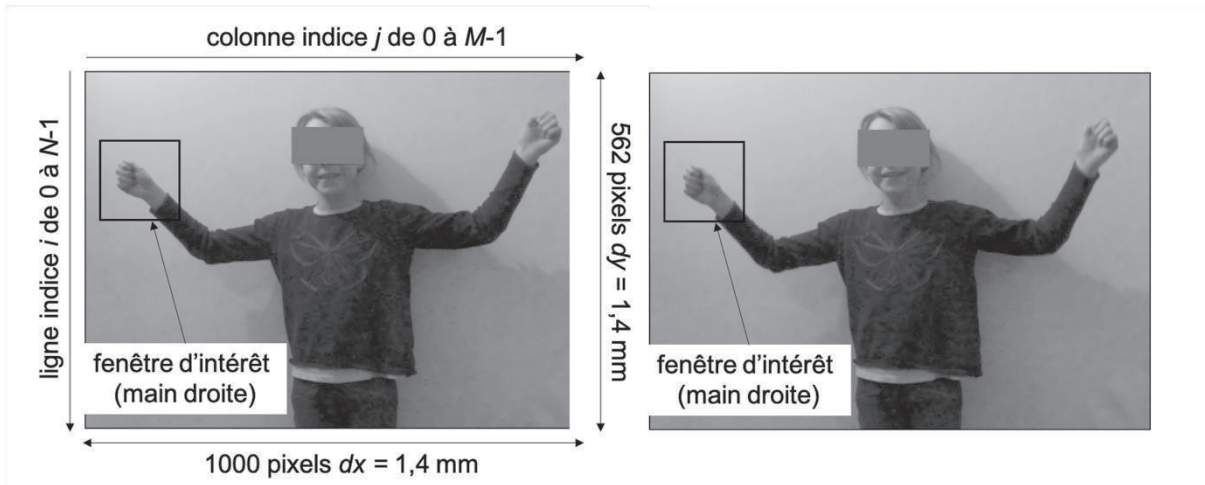 colonne indice j de 0 à M-1
ligne indice i de 0 à N-1
562 pixels dy = 1,4 mm
fenêtre d'intérêt
(main droite)
1000 pixels dx = 1,4 mm
fenêtre d'intérêt
(main droite)